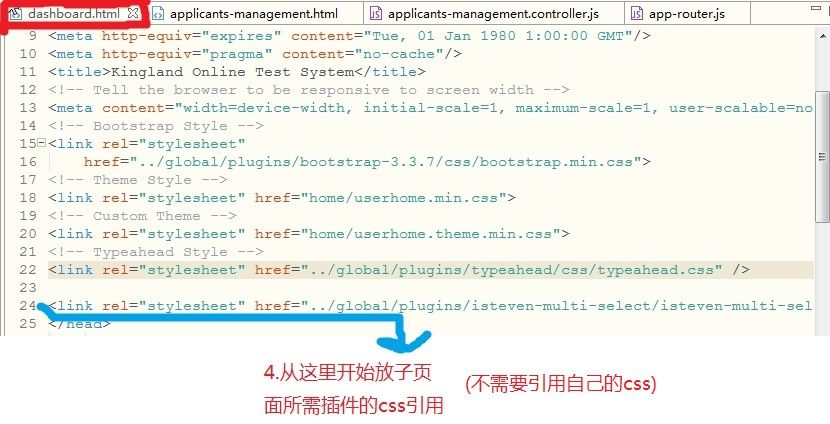 dashboard.html applicants-management.html applicants-management.controller.js app-router.js
9 <meta http-equiv="expires" content="Tue, 01 Jan 1980 1:00:00 GMT"/>
10 <meta http-equiv="pragma" content="no-cache"/>
11 <title>Kingland Online Test System</title>
12 <!-- Tell the browser to be responsive to screen width -->
13 <meta content="width=device-width, initial-scale=1, maximum-scale=1, user-scalable=no
14 <!-- Bootstrap Style -->
15 <link rel="stylesheet"
16 href="../global/plugins/bootstrap-3.3.7/css/bootstrap.min.css">
17 <!-- Theme Style -->
18 <link rel="stylesheet" href="home/userhome.min.css">
19 <!-- Custom Theme -->
20 <link rel="stylesheet" href="home/userhome.theme.min.css">
21 <!-- Typeahead Style -->
22 <link rel="stylesheet" href="../global/plugins/typeahead/css/typeahead.css" />
23
24 <link rel="stylesheet" href="../global/plugins/isteven-multi-select/isteven-multi-sel
25 </head>
4.从这里开始放子页 (不需要引用自己的css)
面所需插件的css引用